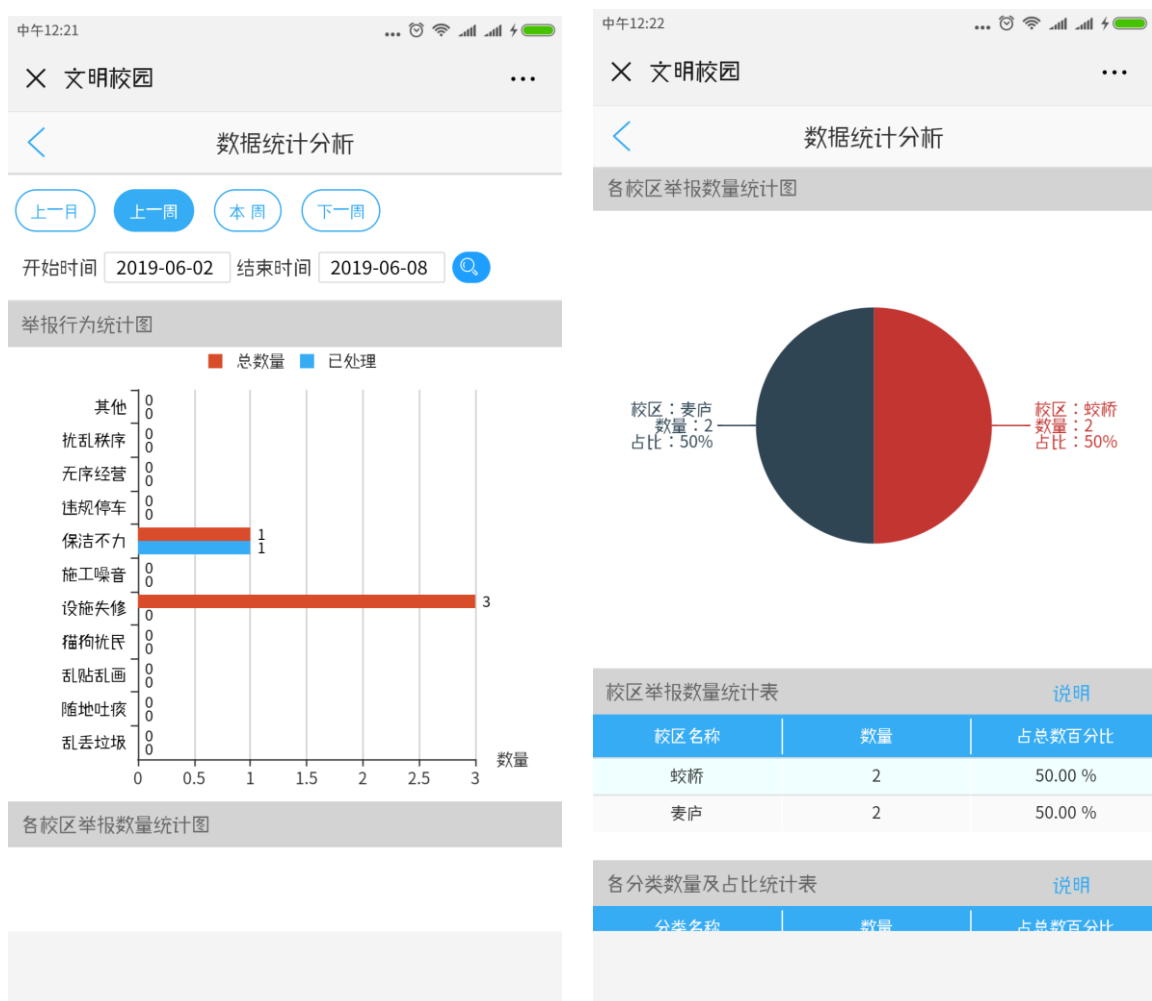 中午12:21
文明校园
数据统计分析
上一月 上一周 本 周 下一周
开始时间 2019-06-02 结束时间 2019-06-08
举报行为统计图
总数量 已处理
其他 0 0
扰乱秩序 0 0
无序经营 0 0
违规停车 0 0
保洁不力 1 1
施工噪音 0 0
设施失修 3 0
猫狗扰民 0 0
乱贴乱画 0 0
随地吐痰 0 0
乱丢垃圾 0 0
数量
0 0.5 1 1.5 2 2.5 3
各校区举报数量统计图
中午12:22
文明校园
数据统计分析
各校区举报数量统计图
校区：麦庐
数量：2
占比：50%
校区：蛟桥
数量：2
占比：50%
校区举报数量统计表 说明
校区名称 数量 占总数百分比
蛟桥 2 50.00 %
麦庐 2 50.00 %
各分类数量及占比统计表 说明
分类名称 数量 占总数百分比